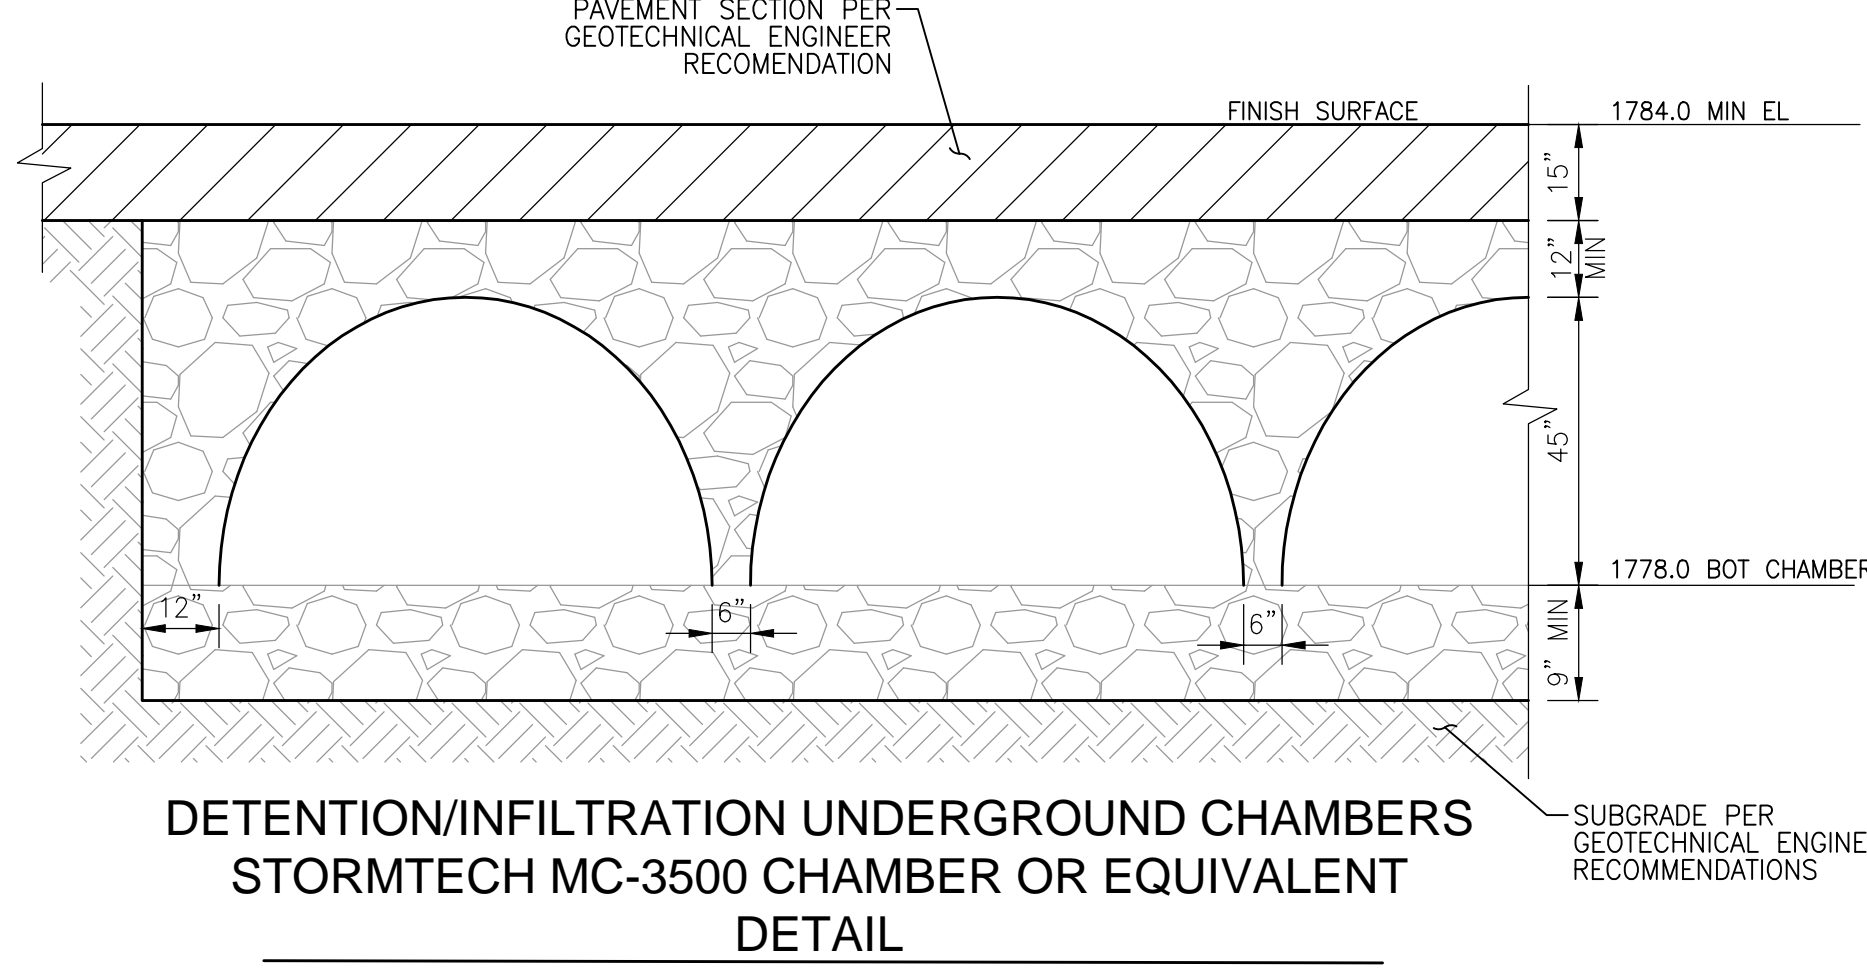 PAVEMENT SECTION PER
GEOTECHNICAL ENGINEER
RECOMENDATION
FINISH SURFACE
1784.0 MIN EL
15"
12"
MIN
45"
1778.0 BOT CHAMBER
9" MIN
12"
6"
6"
SUBGRADE PER
GEOTECHNICAL ENGINE
RECOMMENDATIONS
DETENTION/INFILTRATION UNDERGROUND CHAMBERS
STORMTECH MC-3500 CHAMBER OR EQUIVALENT
DETAIL